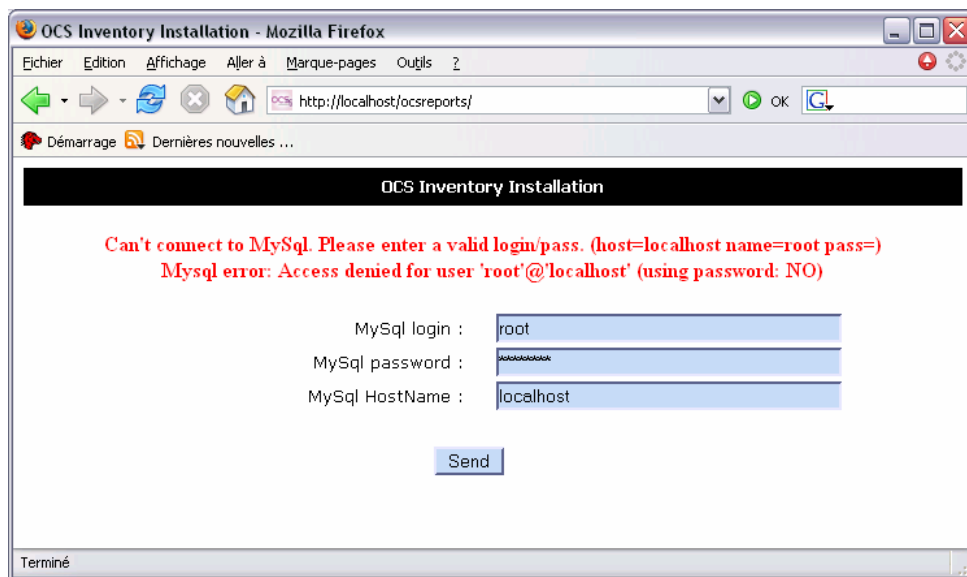 OCS Inventory Installation - Mozilla Firefox
Fichier Edition Affichage Aller à Marque-pages Outils ?
http://localhost/ocsreports/ OK G
Démarrage Dernières nouvelles ...
OCS Inventory Installation
Can't connect to MySql. Please enter a valid login/pass. (host=localhost name=root pass=)
Mysql error: Access denied for user 'root'@'localhost' (using password: NO)
MySql login : root
MySql password : *********
MySql HostName : localhost
Send
Terminé